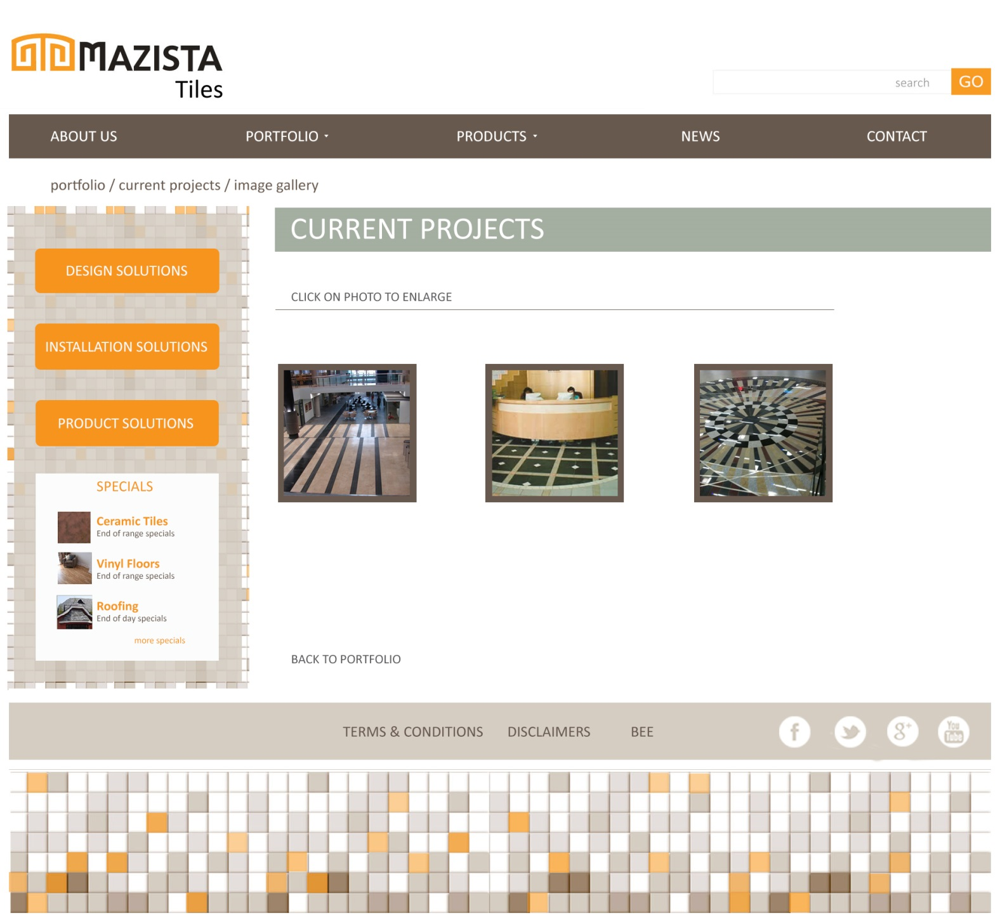 MAZISTA
Tiles
search
GO
ABOUT US
PORTFOLIO
PRODUCTS
NEWS
CONTACT
portfolio / current projects / image gallery
CURRENT PROJECTS
DESIGN SOLUTIONS
INSTALLATION SOLUTIONS
PRODUCT SOLUTIONS
SPECIALS
Ceramic Tiles
End of range specials
Vinyl Floors
End of range specials
Roofing
End of day specials
more specials
CLICK ON PHOTO TO ENLARGE
BACK TO PORTFOLIO
TERMS & CONDITIONS
DISCLAIMERS
BEE
f
g+
You
Tube